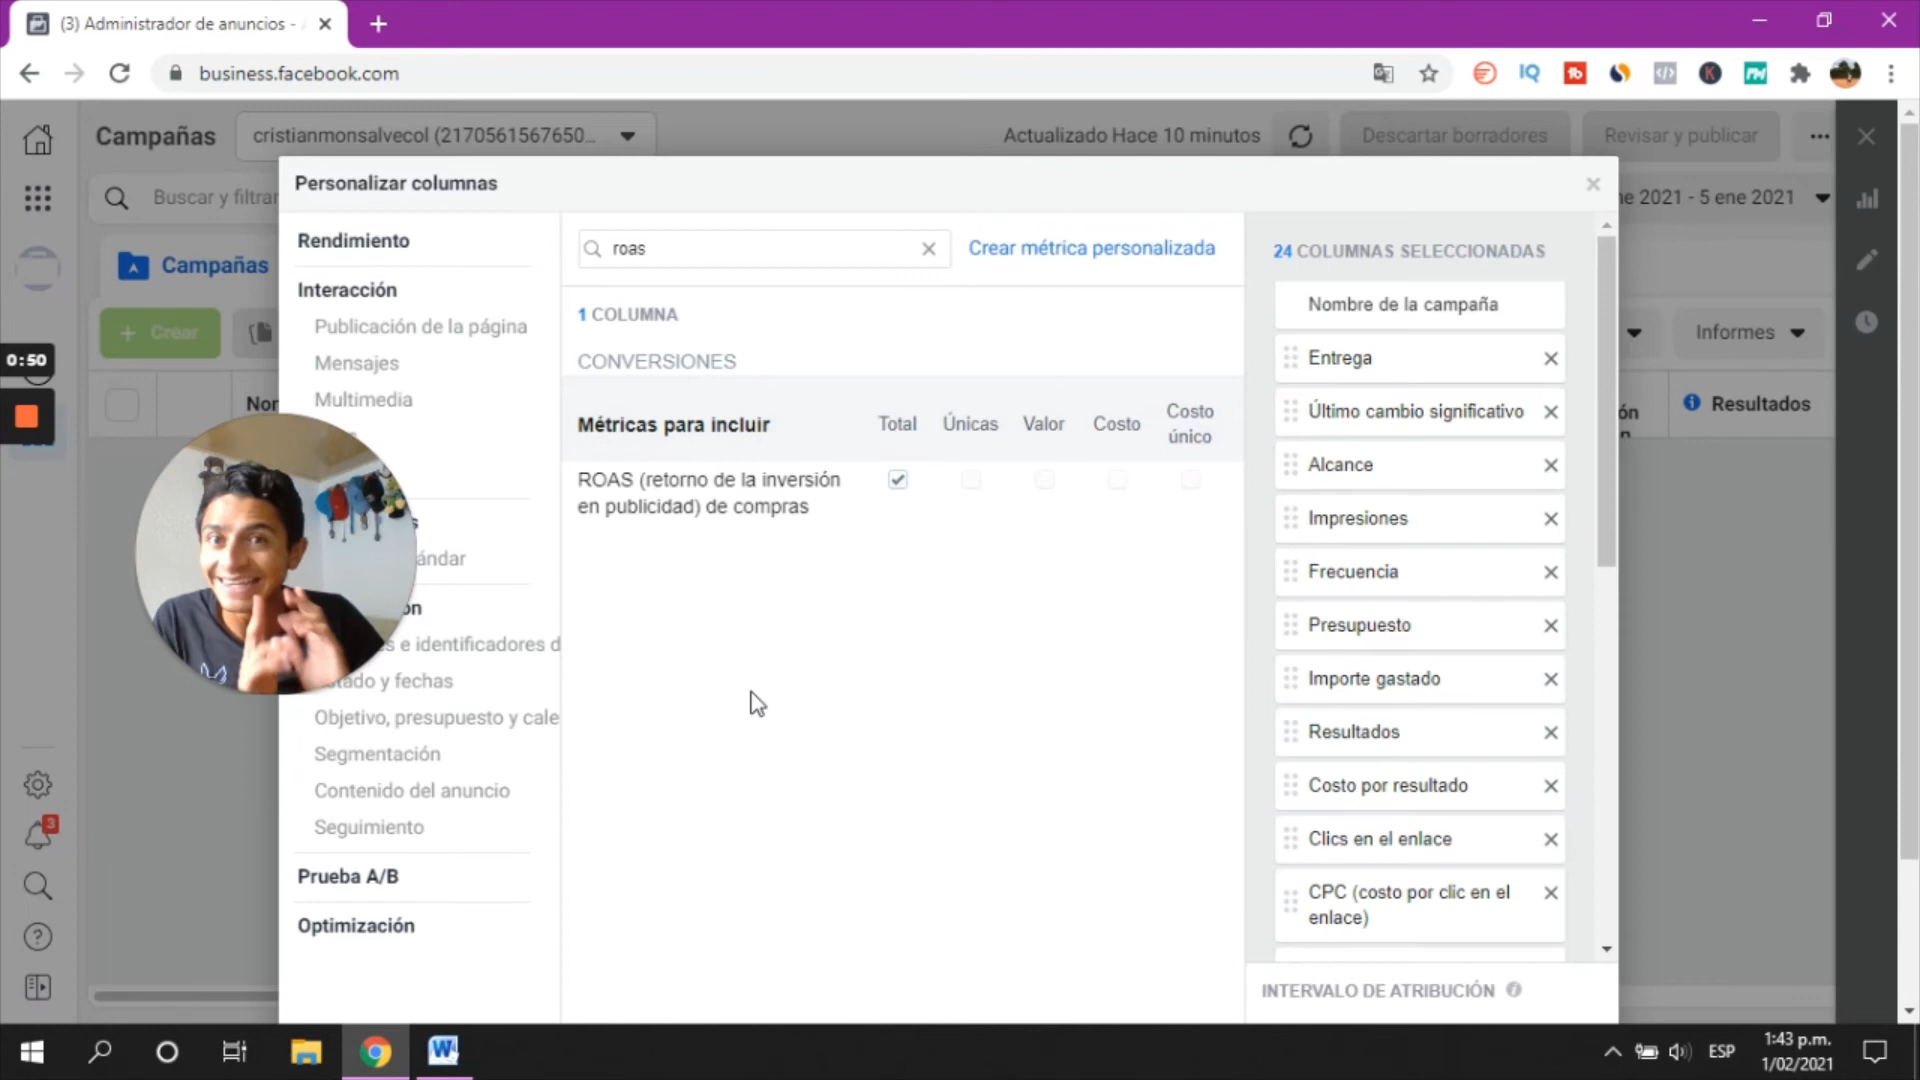 (3) Administrador de anuncios -
business.facebook.com
Campañas
cristianmonsalvecol (2170561567650...
Actualizado Hace 10 minutos
Descartar borradores
Revisar y publicar
Buscar y filtrar
ne 2021 - 5 ene 2021
Campañas
+ Crear
Informes
Resultados
0:50
Personalizar columnas
Rendimiento
Interacción
Publicación de la página
Mensajes
Multimedia
ándar
s e identificadores d
tado y fechas
Objetivo, presupuesto y cale
Segmentación
Contenido del anuncio
Seguimiento
Prueba A/B
Optimización
roas
Crear métrica personalizada
1 COLUMNA
CONVERSIONES
Métricas para incluir
Total
Únicas
Valor
Costo
Costo
único
ROAS (retorno de la inversión
en publicidad) de compras
24 COLUMNAS SELECCIONADAS
Nombre de la campaña
Entrega
Último cambio significativo
Alcance
Impresiones
Frecuencia
Presupuesto
Importe gastado
Resultados
Costo por resultado
Clics en el enlace
CPC (costo por clic en el
enlace)
INTERVALO DE ATRIBUCIÓN
3
ESP
1:43 p.m.
1/02/2021